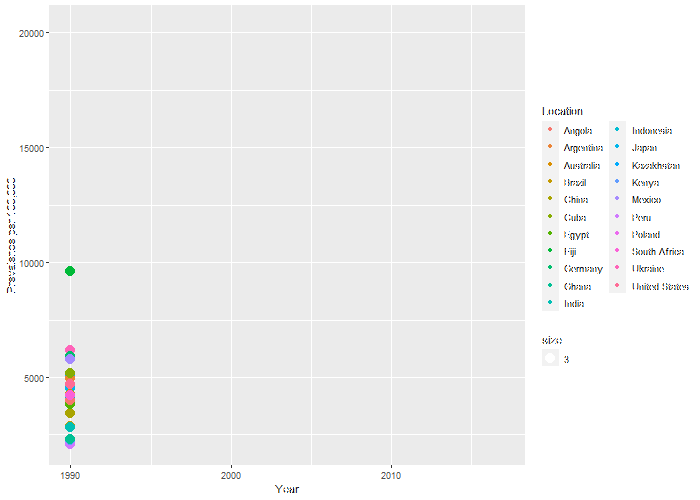 20000
15000
10000
5000
1990
2000
2010
Year
Prevalence per 100,000
Location
Angola
Argentina
Australia
Brazil
China
Cuba
Egypt
Fiji
Germany
Ghana
India
Indonesia
Japan
Kazakhstan
Kenya
Mexico
Peru
Poland
South Africa
Ukraine
United States
size
3